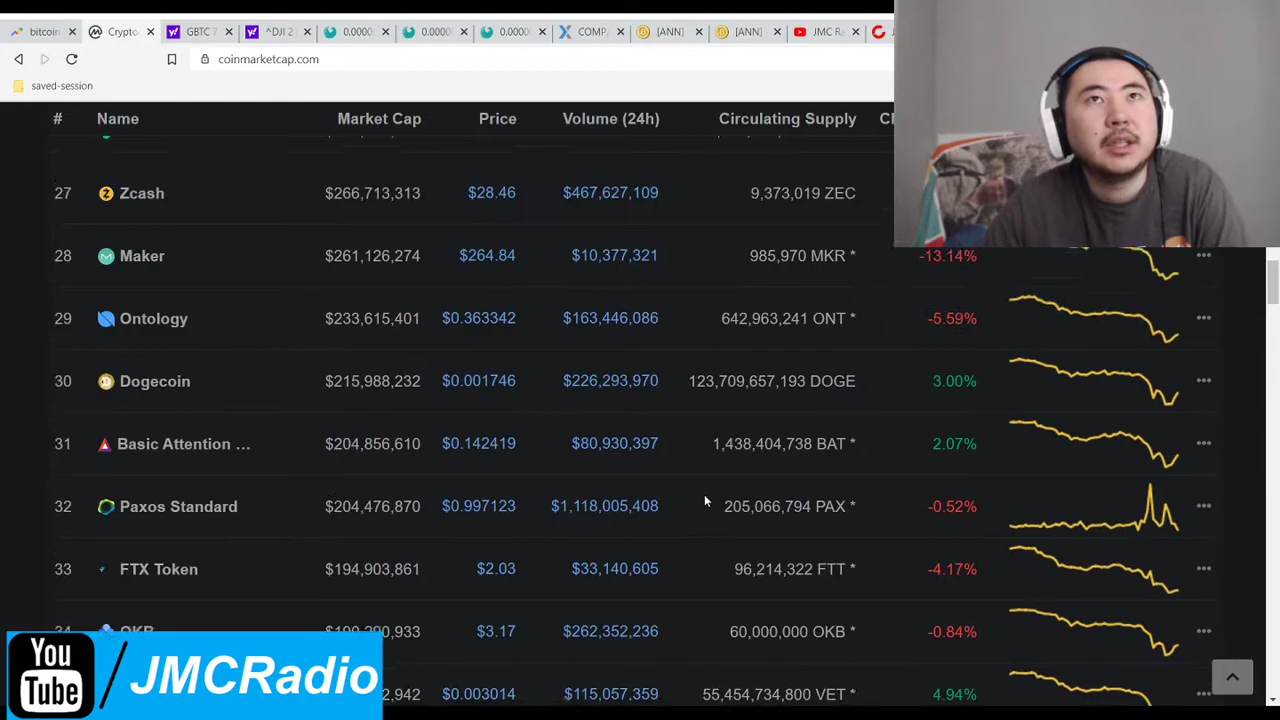 bitcoin
Crypto
GBTC 7
^DJI 2
0.0000
0.0000
0.0000
COMP
[ANN]
[ANN]
JMC R
coinmarketcap.com
saved-session
# Name Market Cap Price Volume (24h) Circulating Supply
27 Zcash $266,713,313 $28.46 $467,627,109 9,373,019 ZEC
28 Maker $261,126,274 $264.84 $10,377,321 985,970 MKR * -13.14%
29 Ontology $233,615,401 $0.363342 $163,446,086 642,963,241 ONT * -5.59%
30 Dogecoin $215,988,232 $0.001746 $226,293,970 123,709,657,193 DOGE 3.00%
31 Basic Attention ... $204,856,610 $0.142419 $80,930,397 1,438,404,738 BAT * 2.07%
32 Paxos Standard $204,476,870 $0.997123 $1,118,005,408 205,066,794 PAX * -0.52%
33 FTX Token $194,903,861 $2.03 $33,140,605 96,214,322 FTT * -4.17%
34 OKB $3.17 $262,352,236 60,000,000 OKB * -0.84%
$0.003014 $115,057,359 55,454,734,800 VET * 4.94%
You
Tube
/JMCRadio